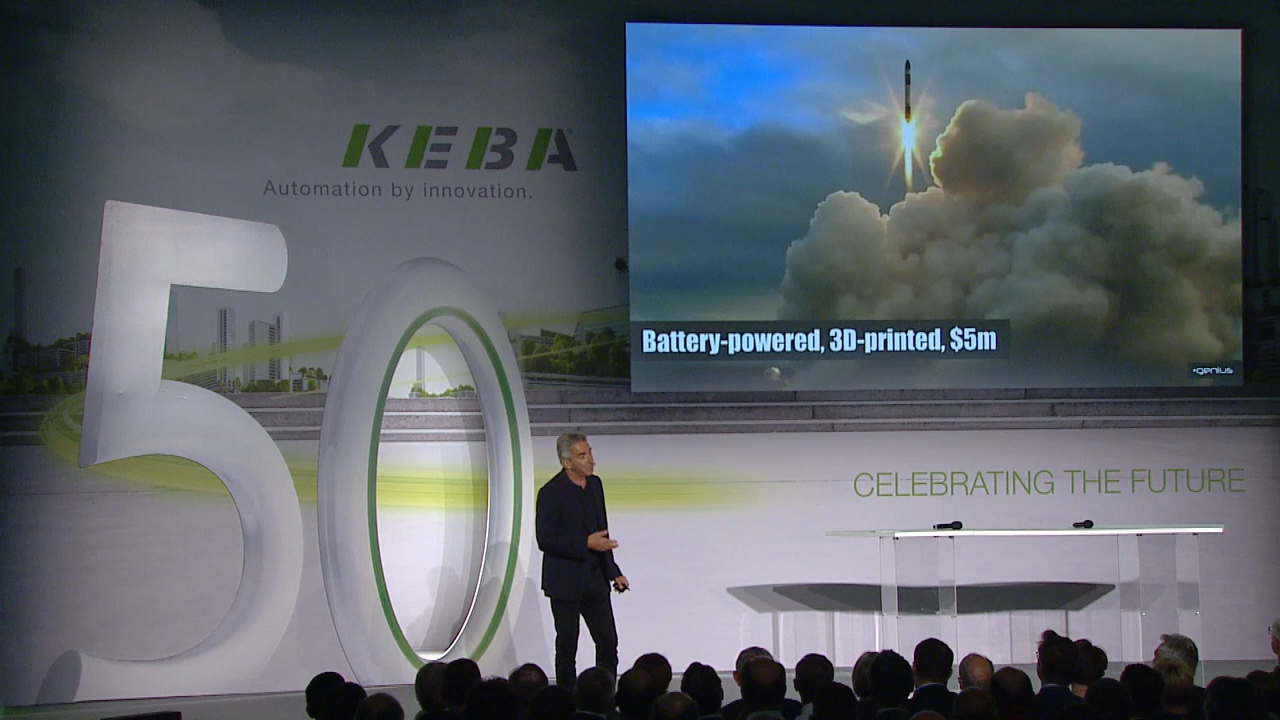 KEBA
Automation by innovation.
50
Battery-powered, 3D-printed, $5m
+genius
CELEBRATING THE FUTURE